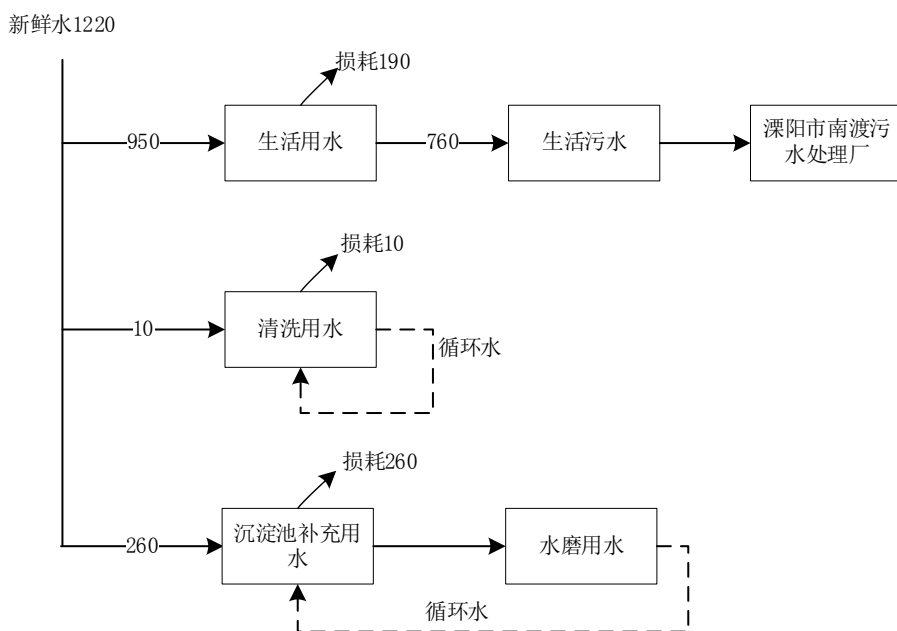 新鲜水1220
损耗190
950
生活用水
760
生活污水
溧阳市南渡污
水处理厂
损耗10
10
清洗用水
循环水
损耗260
260
沉淀池补充用
水
水磨用水
循环水